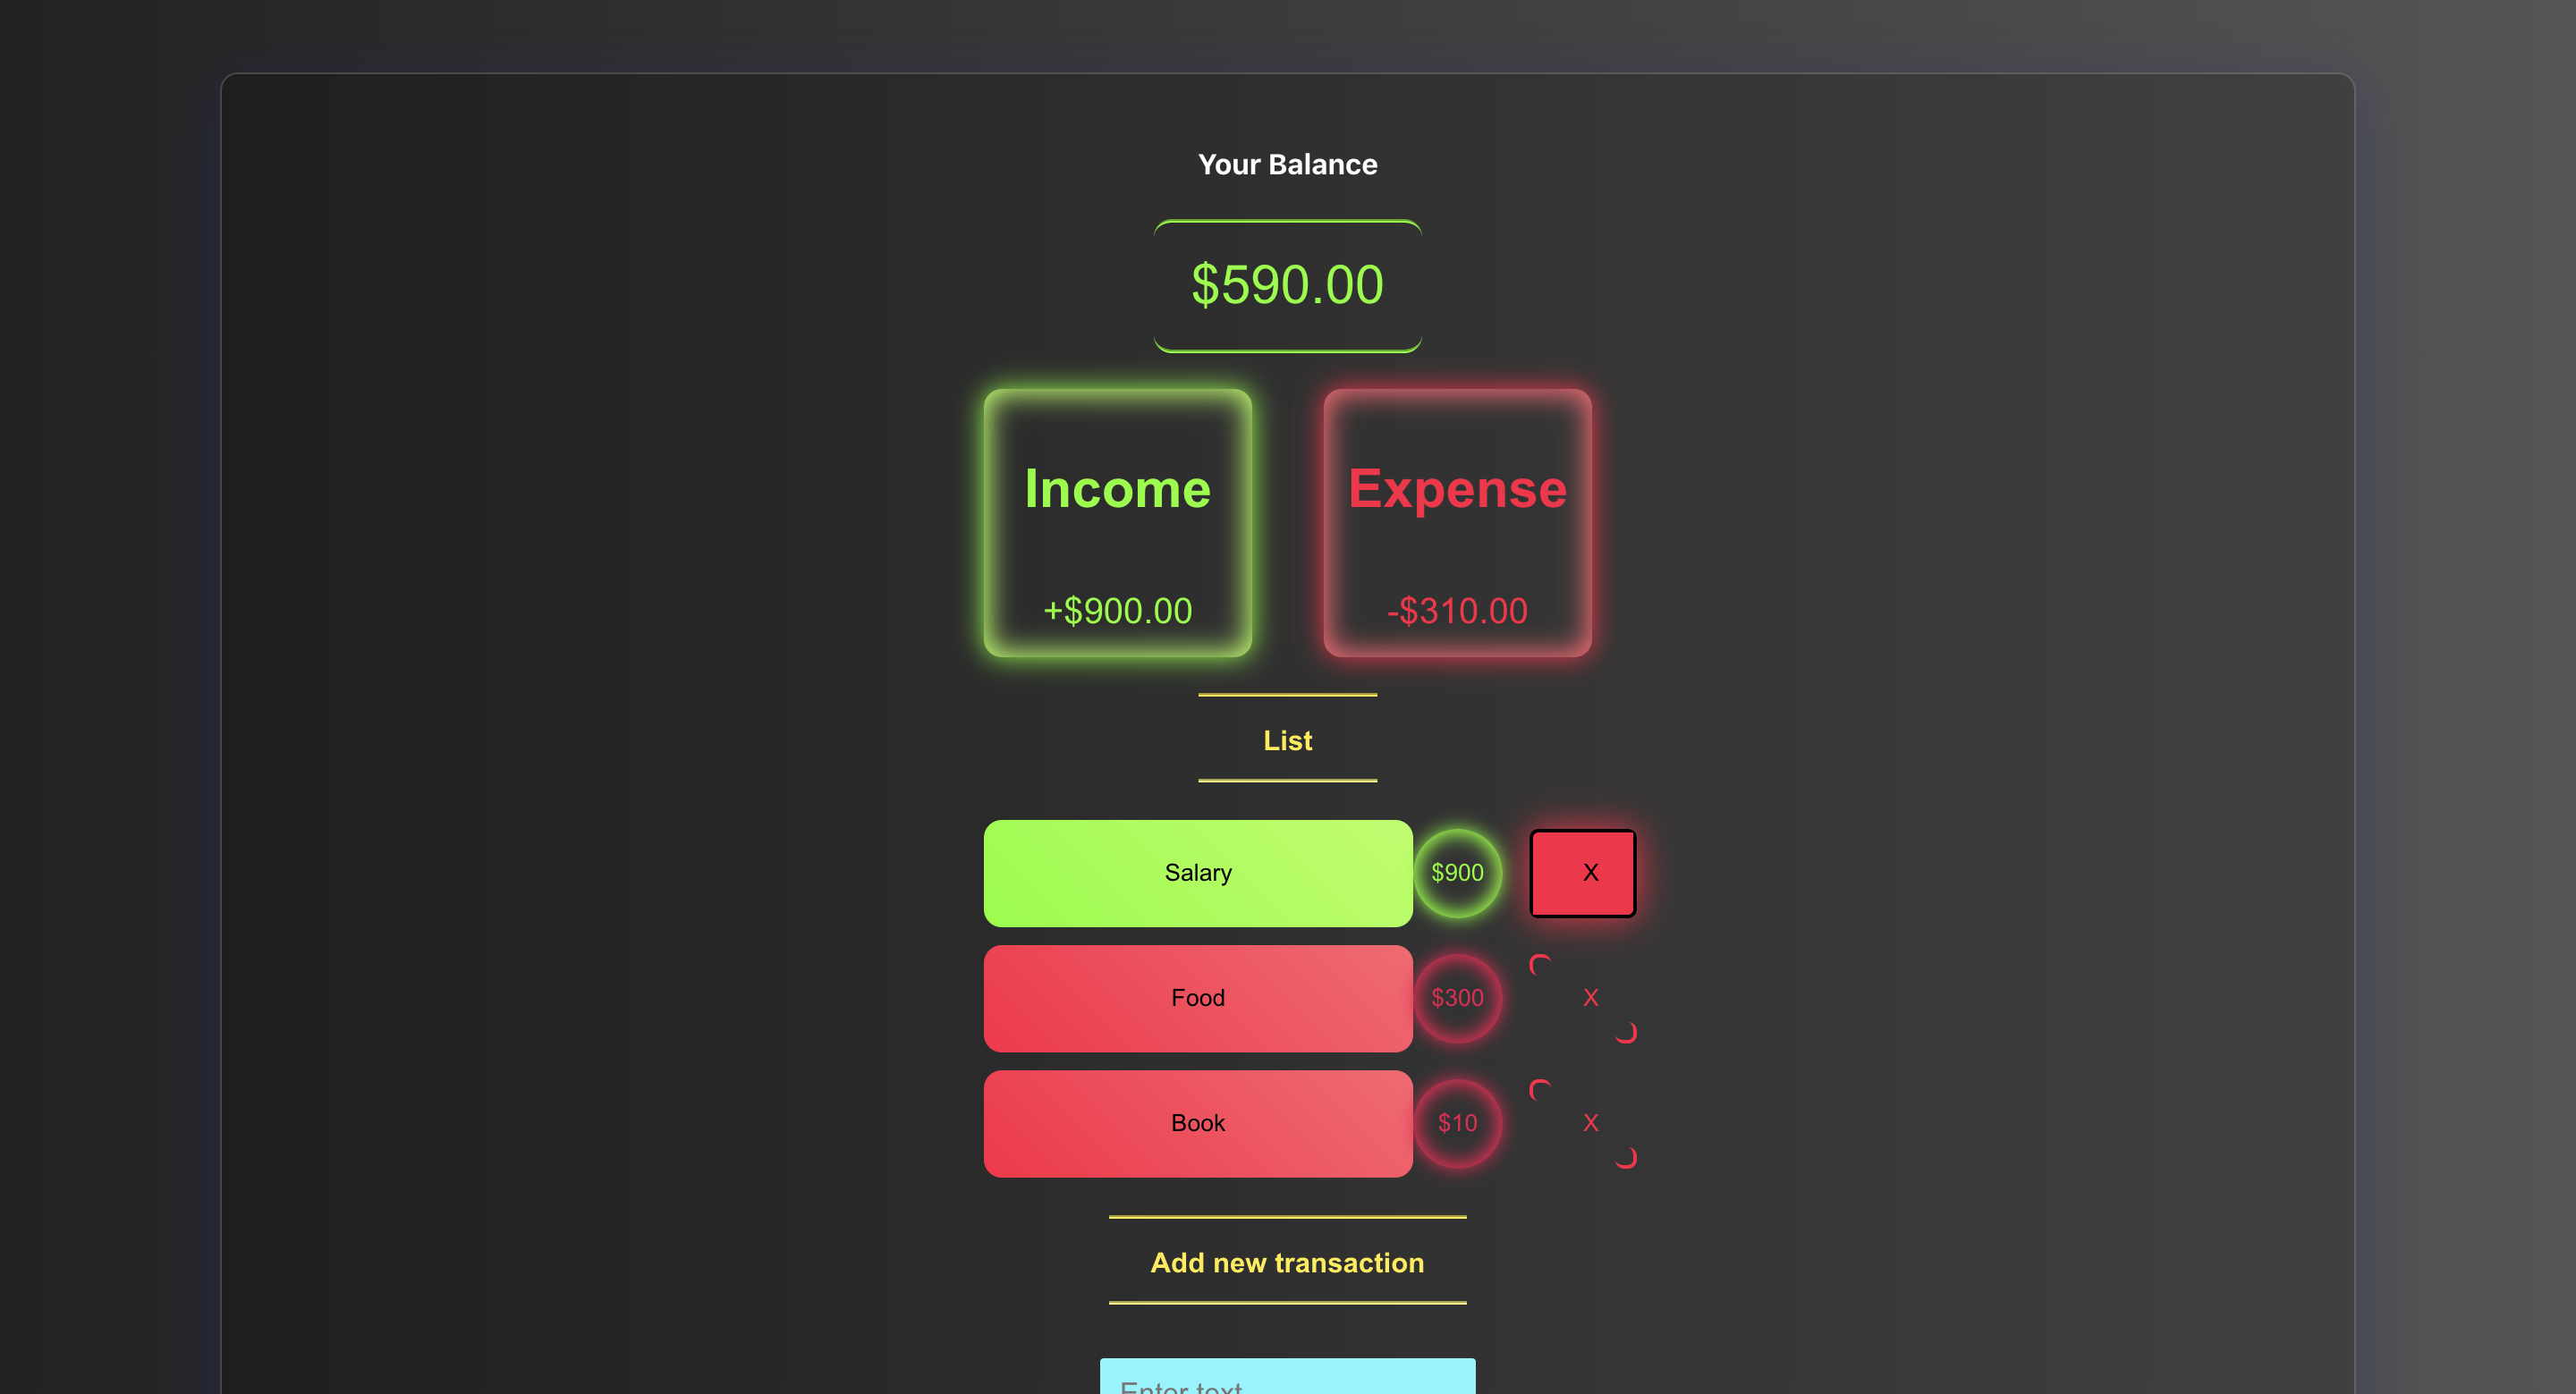 Your Balance
$590.00
Income
Expense
+$900.00
-$310.00
List
Salary $900 X
Food $300 X
Book $10 X
Add new transaction
Enter text